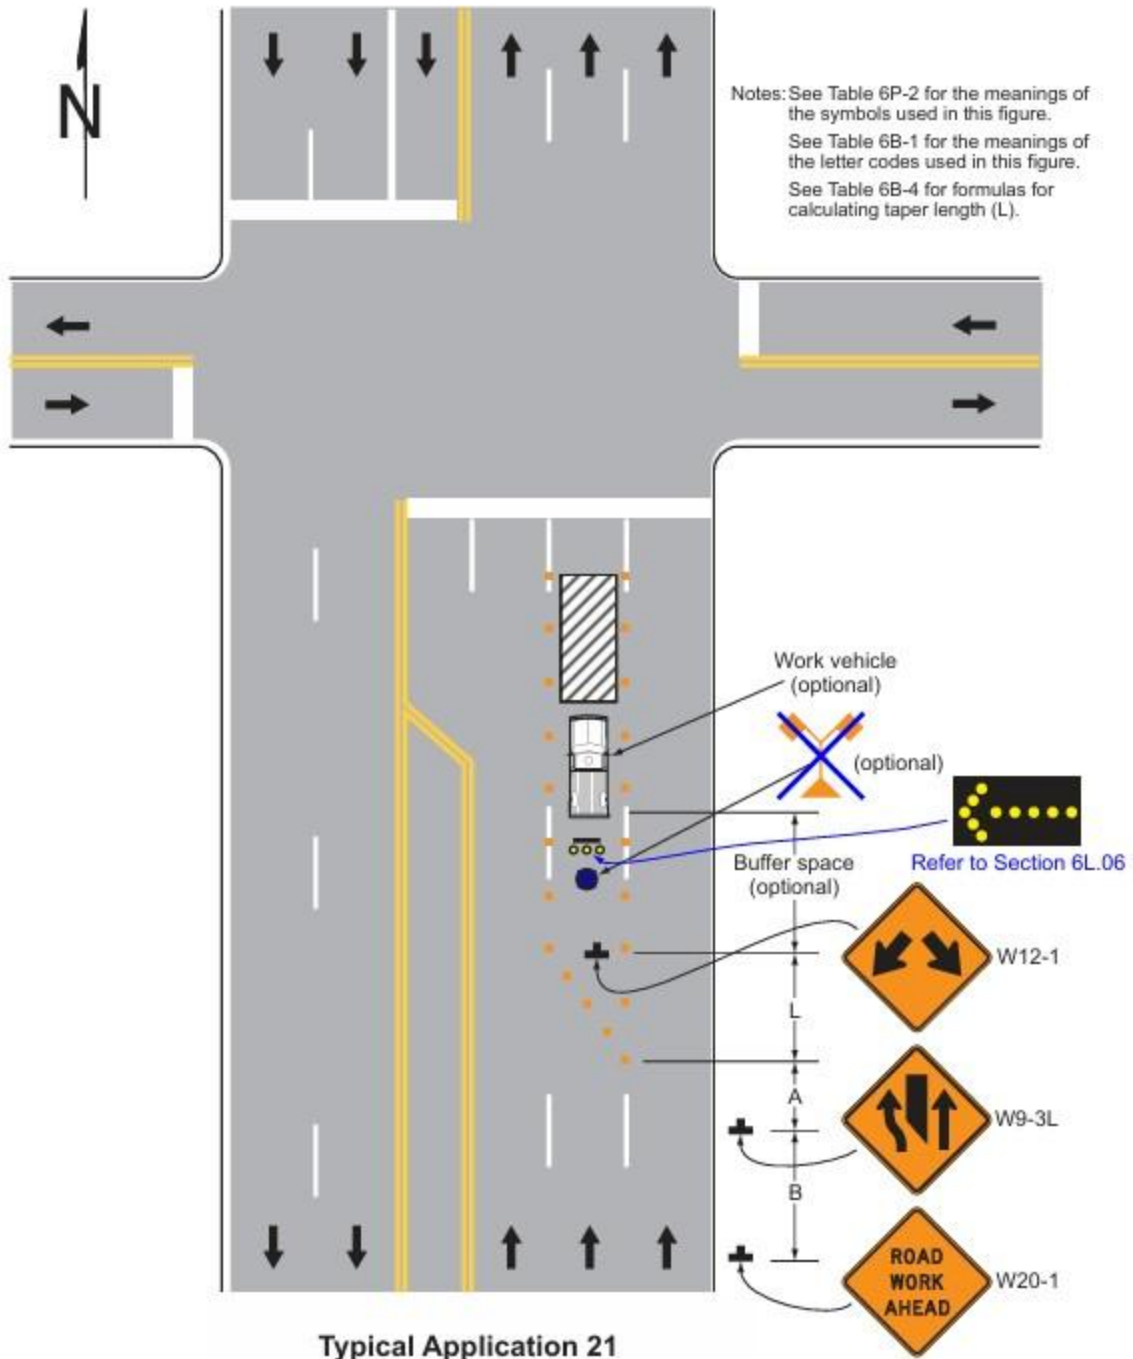 N
Notes: See Table 6P-2 for the meanings of
the symbols used in this figure.
See Table 6B-1 for the meanings of
the letter codes used in this figure.
See Table 6B-4 for formulas for
calculating taper length (L).
Work vehicle
(optional)
(optional)
Refer to Section 6L.06
Buffer space
(optional)
W12-1
L
A
W9-3L
B
ROAD
WORK
AHEAD
W20-1
Typical Application 21